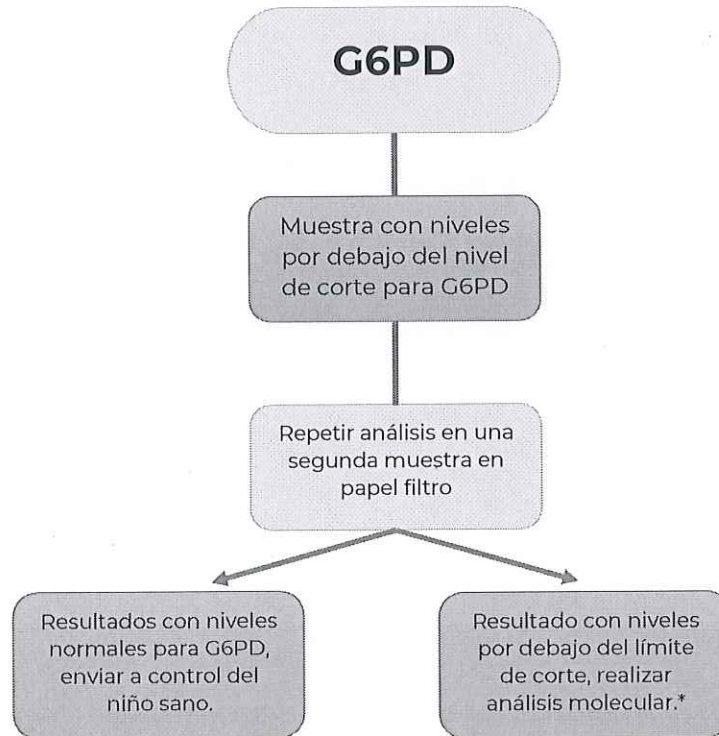 G6PD
Muestra con niveles
por debajo del nivel
de corte para G6PD
Repetir análisis en una
segunda muestra en
papel filtro
Resultados con niveles
normales para G6PD,
enviar a control del
niño sano.
Resultado con niveles
por debajo del límite
de corte, realizar
análisis molecular.*